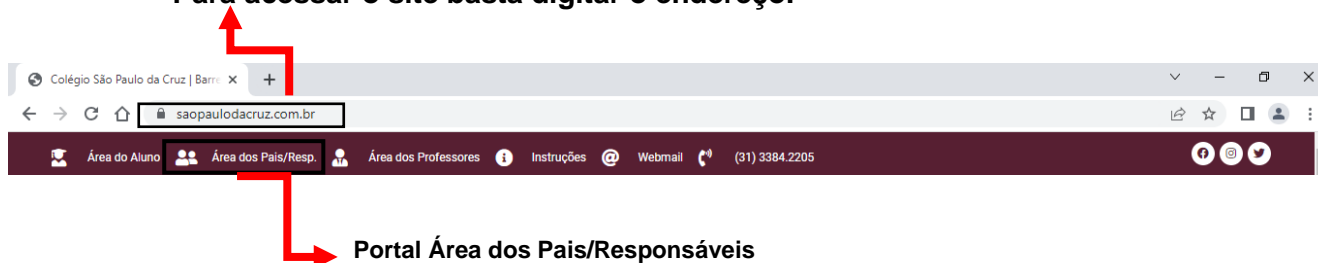 Para acessar o site basta digitar o endereço:
Colégio São Paulo da Cruz | Barre
saopaulodacruz.com.br
Área do Aluno Área dos Pais/Resp. Área dos Professores Instruções Webmail (31) 3384.2205
Portal Área dos Pais/Responsáveis